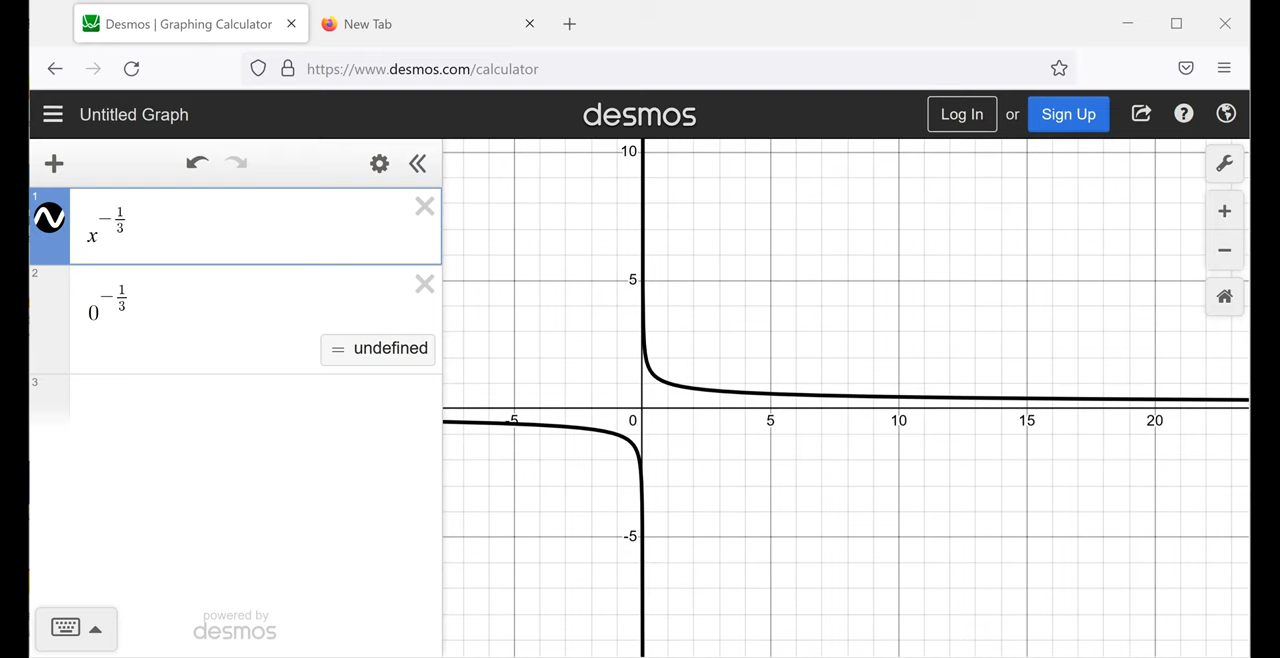 Desmos | Graphing Calculator
New Tab
https://www.desmos.com/calculator
Untitled Graph
desmos
Log In or Sign Up
1
x^{-\frac{1}{3}}
2
0^{-\frac{1}{3}}
= undefined
3
powered by
desmos
10
5
-5 0 5 10 15 20
-5